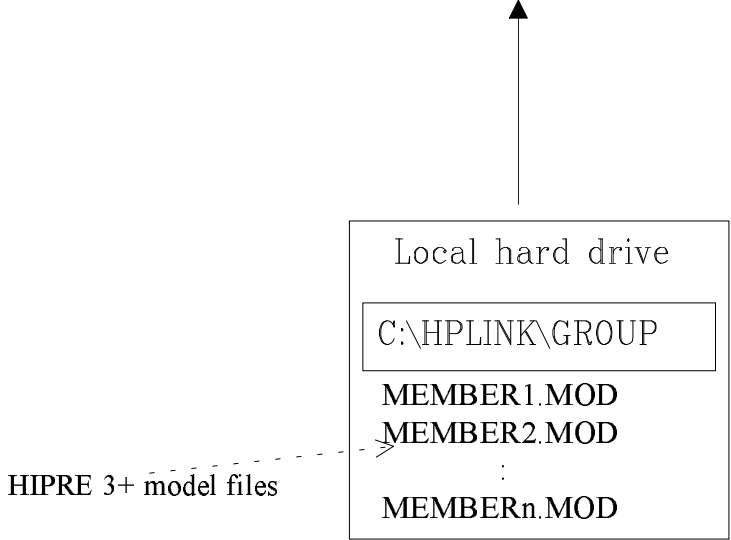 Local hard drive
C:\HPLINK\GROUP
MEMBER1.MOD
MEMBER2.MOD
:
MEMBERn.MOD
HIPRE 3+ model files